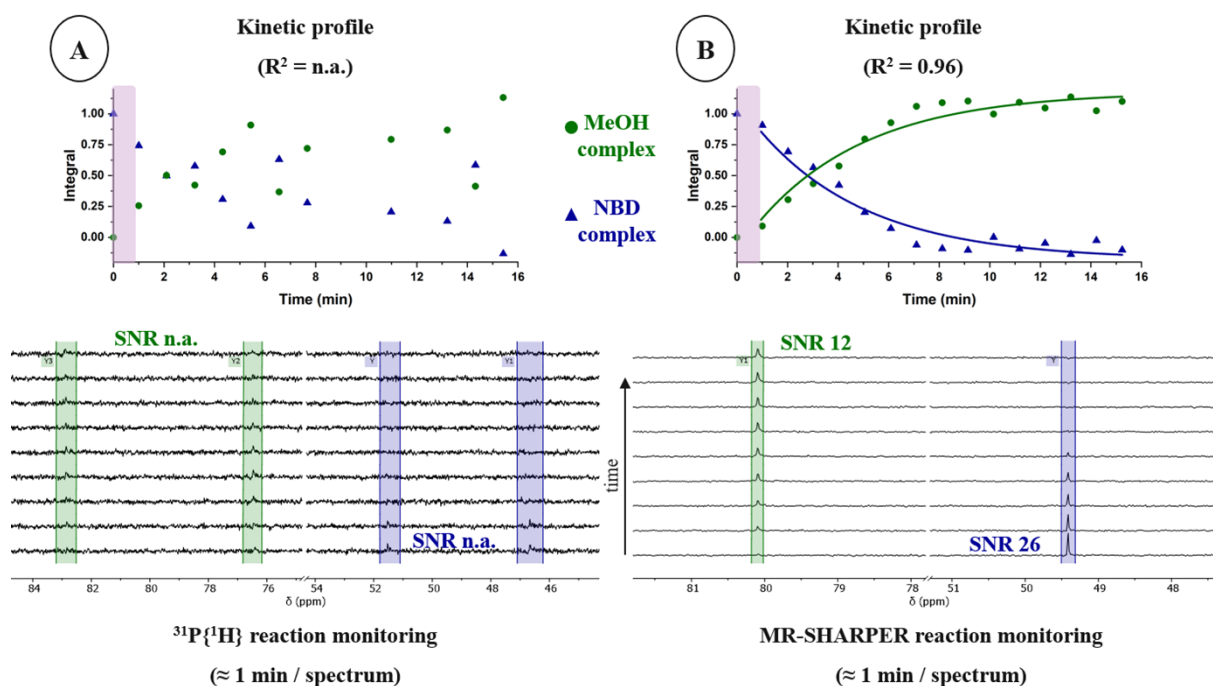 A
Kinetic profile
(R² = n.a.)
1.00
0.75
0.50
0.25
0.00
Integral
0 2 4 6 8 10 12 14 16
Time (min)
MeOH
complex
NBD
complex
B
Kinetic profile
(R² = 0.96)
1.00
0.75
0.50
0.25
0.00
Integral
0 2 4 6 8 10 12 14 16
Time (min)
SNR n.a.
Y3 Y2 Y Y1
SNR n.a.
84 82 80 78 76 54 52 50 48 46
δ (ppm)
³¹P{¹H} reaction monitoring
(≈ 1 min / spectrum)
time
SNR 12
Y1 Y
SNR 26
81 80 79 78 51 50 49 48
δ (ppm)
MR-SHARPER reaction monitoring
(≈ 1 min / spectrum)